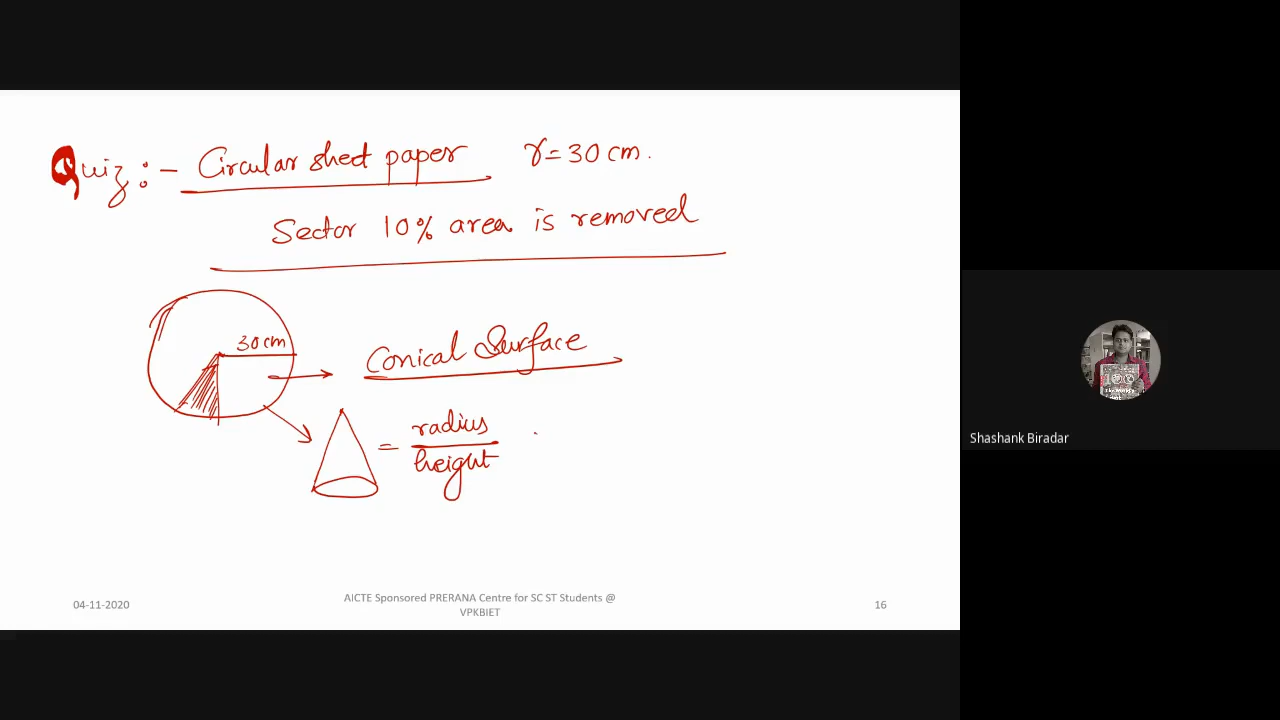 Quiz :- Circular sheet paper r = 30 cm.
Sector 10% area is removed
30 cm
Conical Surface
= radius
height
Shashank Biradar
04-11-2020
AICTE Sponsored PRERANA Centre for SC ST Students @
VPKBIET
16